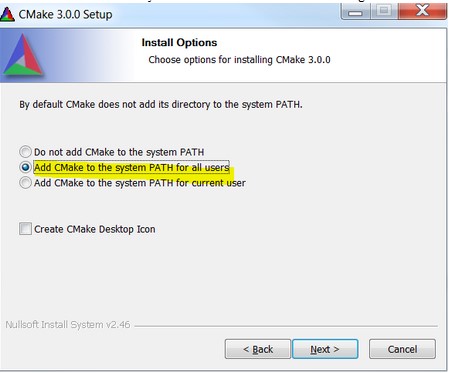 CMake 3.0.0 Setup
Install Options
Choose options for installing CMake 3.0.0
By default CMake does not add its directory to the system PATH.
Do not add CMake to the system PATH
Add CMake to the system PATH for all users
Add CMake to the system PATH for current user
Create CMake Desktop Icon
Nullsoft Install System v2.46
< Back Next > Cancel